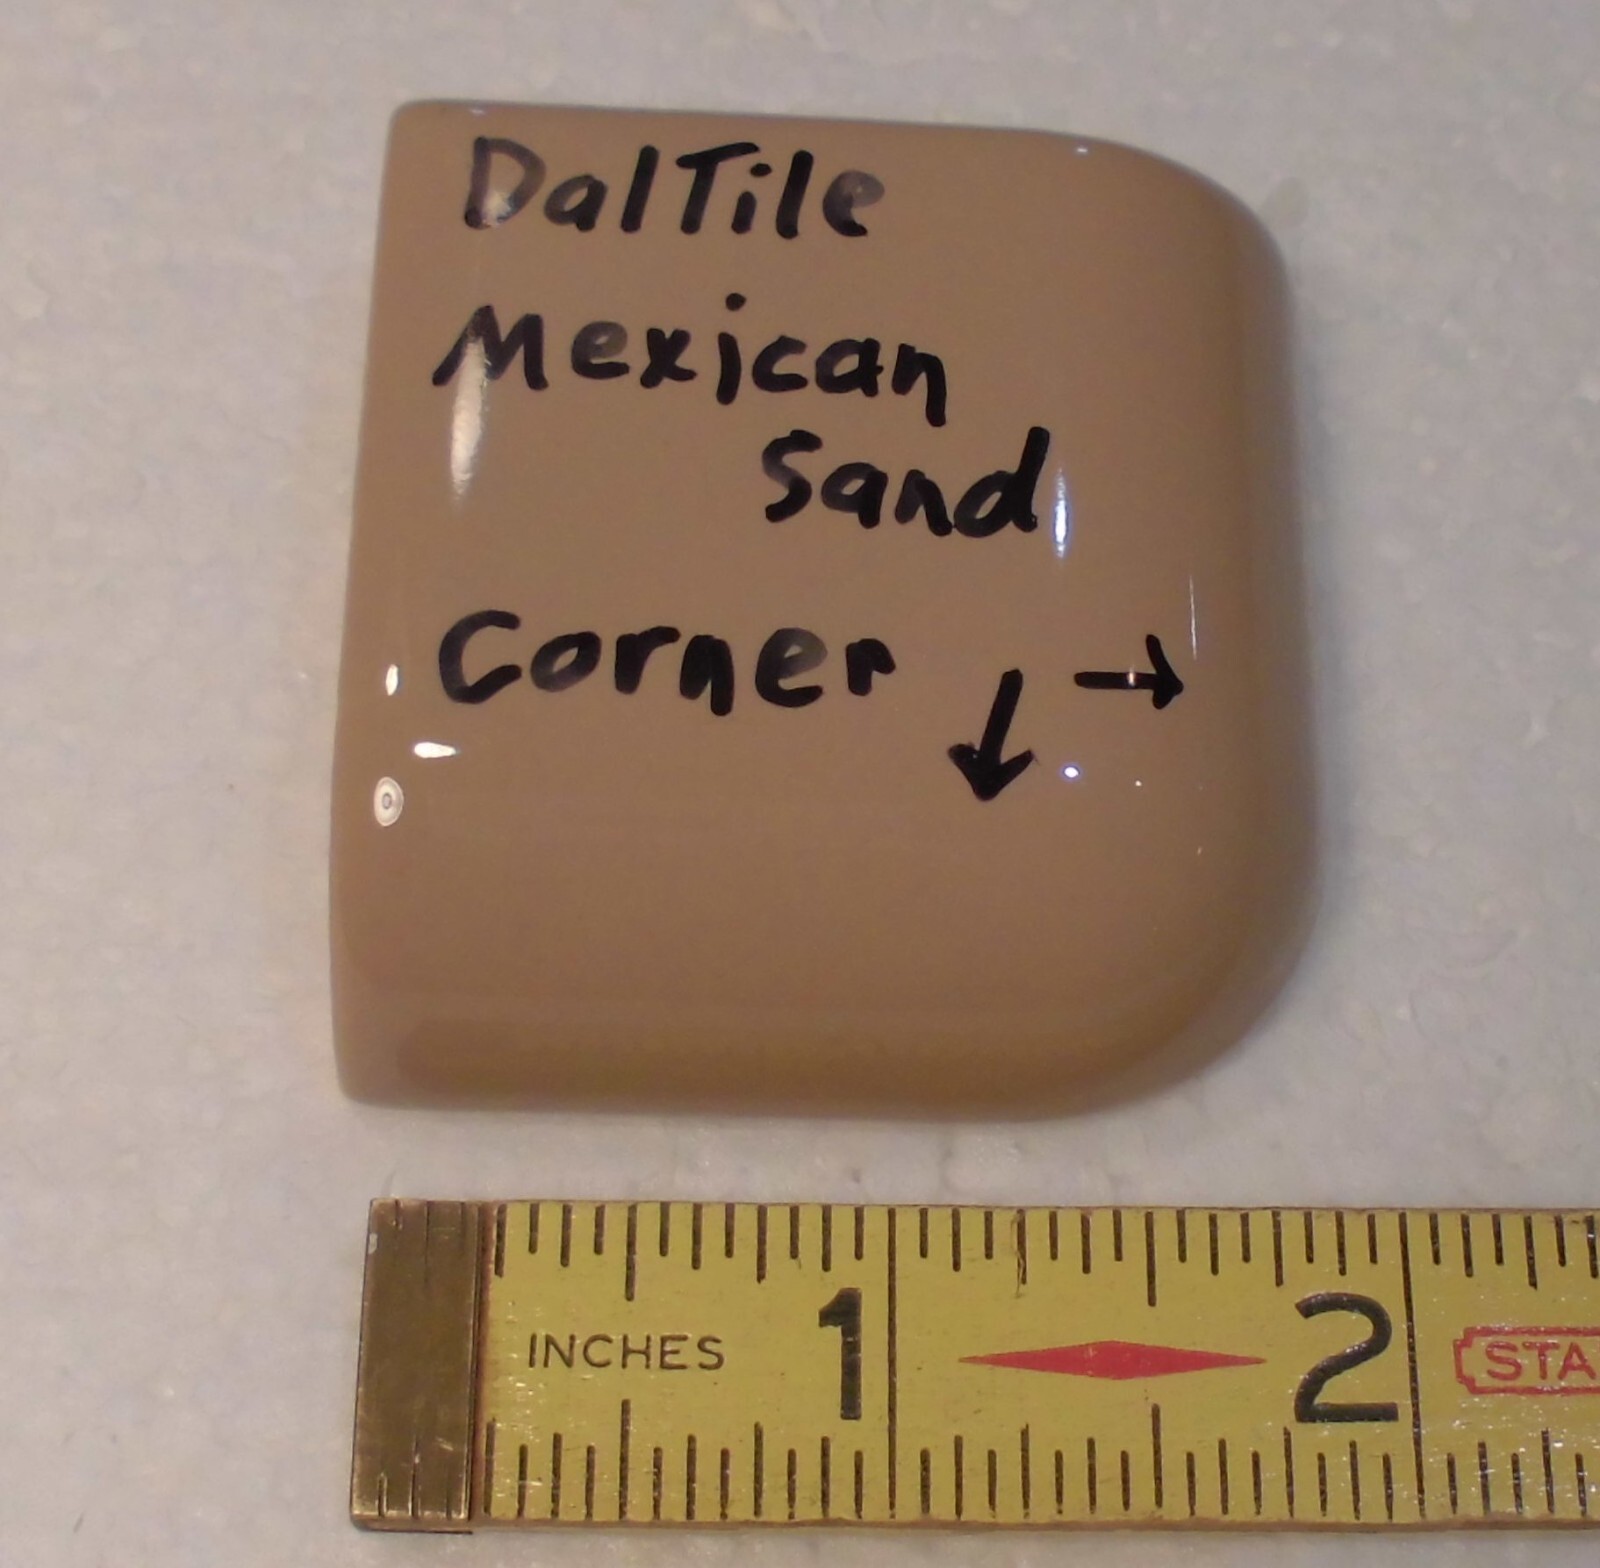 DalTile
Mexican
Sand
Corner ↓ →
INCHES 1 2 STA